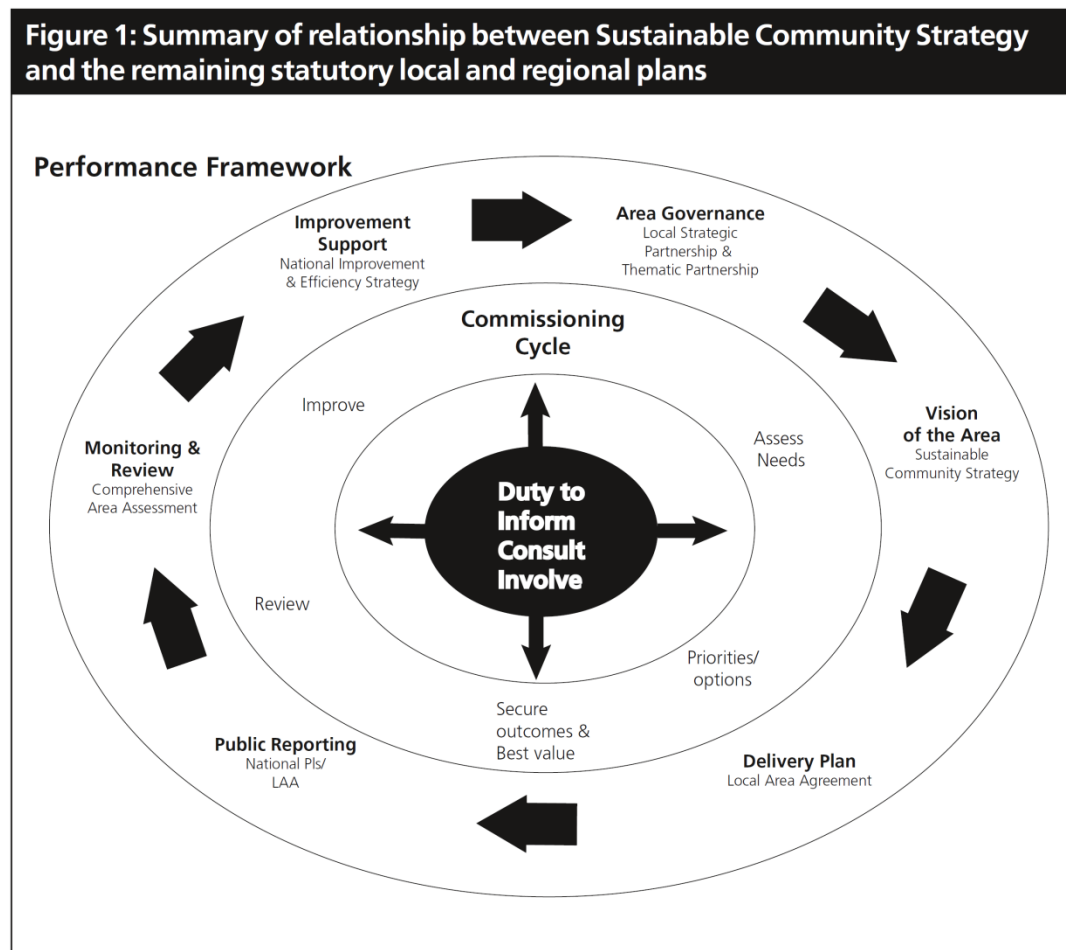 Figure 1: Summary of relationship between Sustainable Community Strategy
and the remaining statutory local and regional plans
Performance Framework
Improvement
Support
National Improvement
& Efficiency Strategy
Area Governance
Local Strategic
Partnership &
Thematic Partnership
Vision
of the Area
Sustainable
Community Strategy
Delivery Plan
Local Area Agreement
Public Reporting
National PIs/
LAA
Monitoring &
Review
Comprehensive
Area Assessment
Commissioning
Cycle
Improve
Assess
Needs
Priorities/
options
Secure
outcomes &
Best value
Review
Duty to
Inform
Consult
Involve